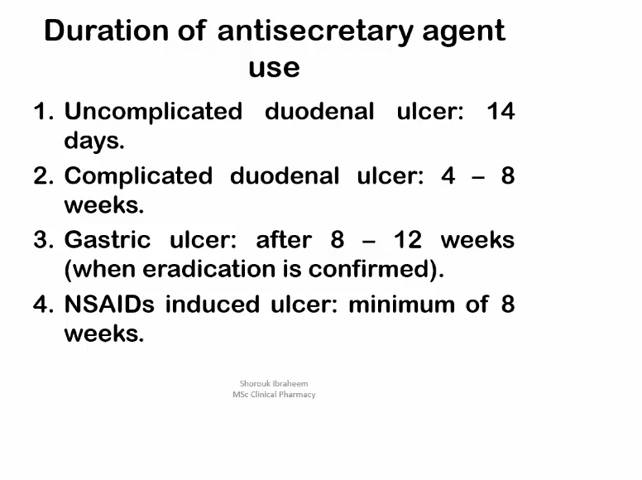 Duration of antisecretary agent
use
1. Uncomplicated duodenal ulcer: 14
days.
2. Complicated duodenal ulcer: 4 – 8
weeks.
3. Gastric ulcer: after 8 – 12 weeks
(when eradication is confirmed).
4. NSAIDs induced ulcer: minimum of 8
weeks.
Shorouk Ibraheem
MSc Clinical Pharmacy